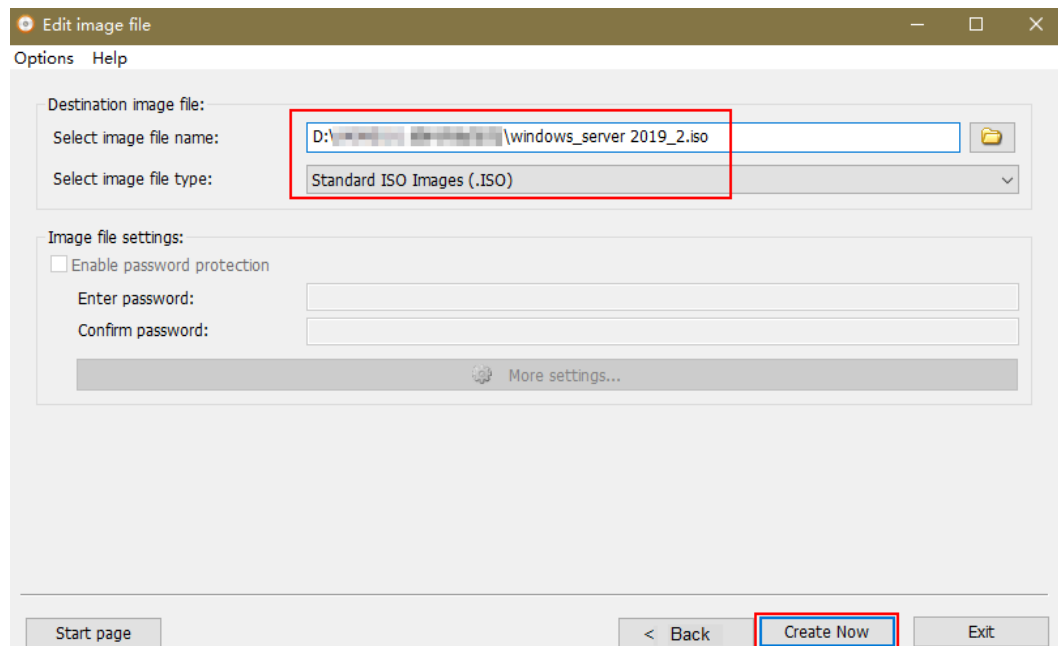 Edit image file
Options Help
Destination image file:
Select image file name: D:\ \windows_server 2019_2.iso
Select image file type: Standard ISO Images (.ISO)
Image file settings:
Enable password protection
Enter password:
Confirm password:
More settings...
Start page < Back Create Now Exit